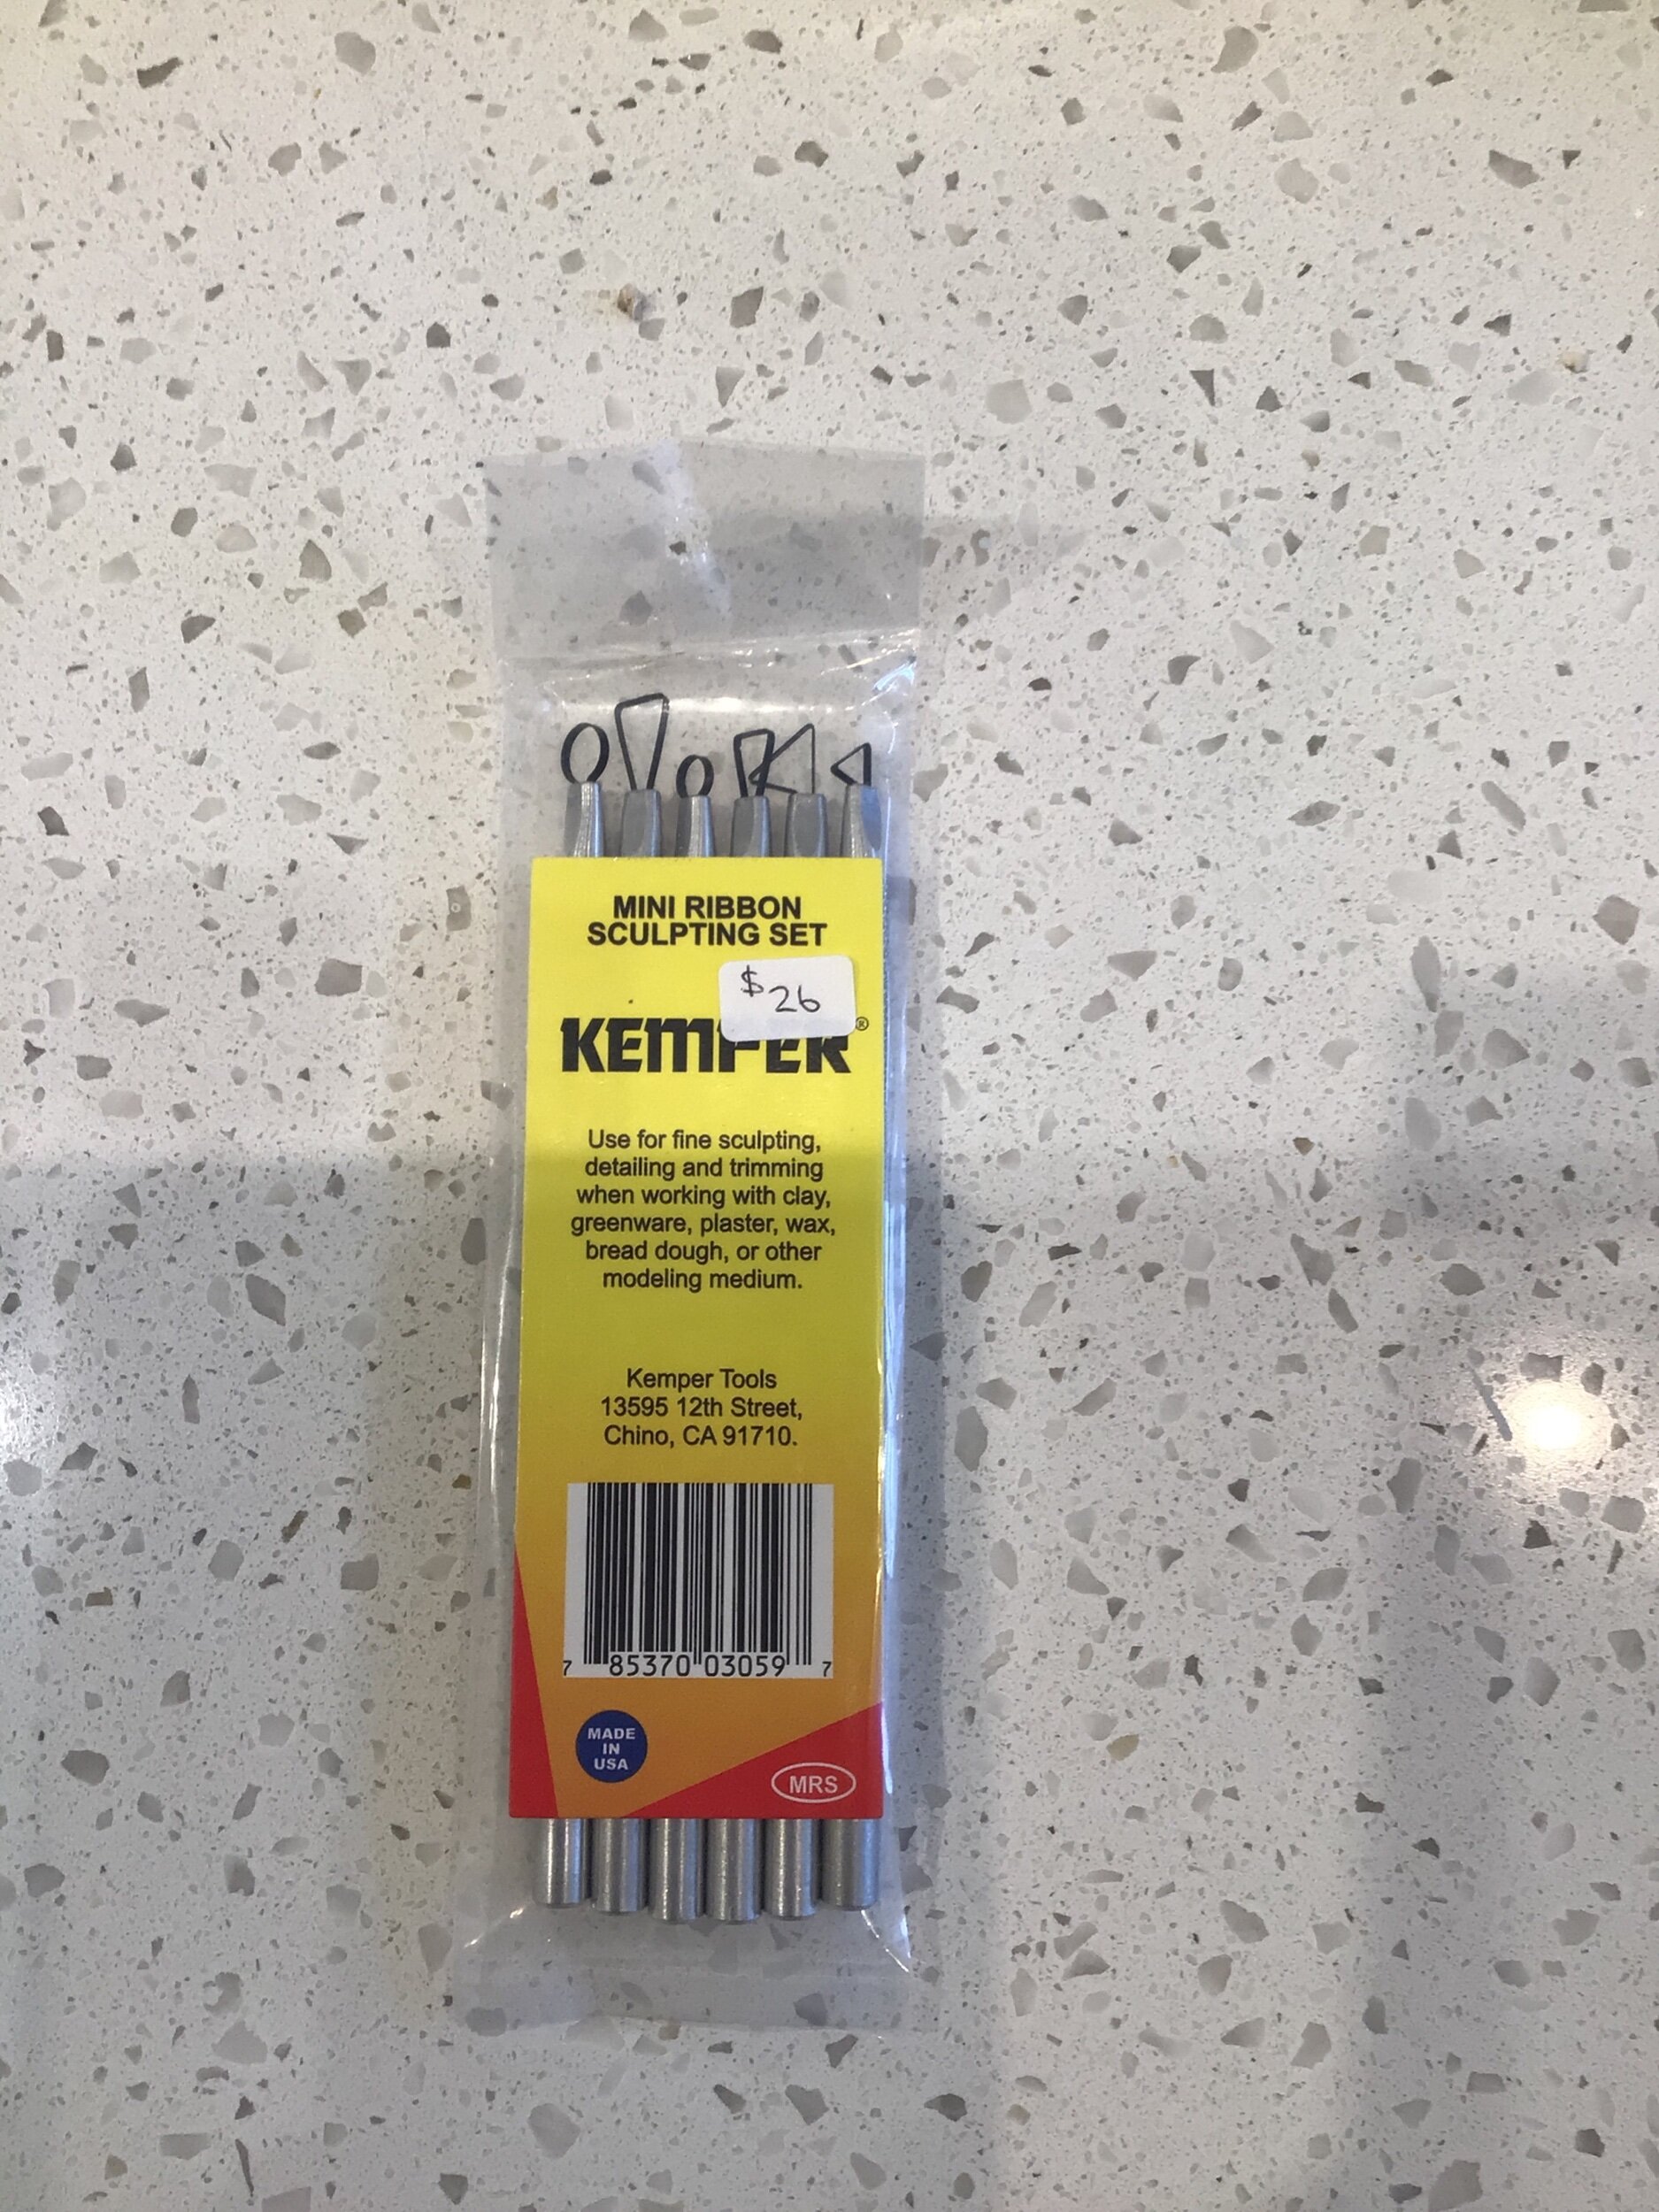 MINI RIBBON
SCULPTING SET
$26
KEMPER®
Use for fine sculpting,
detailing and trimming
when working with clay,
greenware, plaster, wax,
bread dough, or other
modeling medium.
Kemper Tools
13595 12th Street,
Chino, CA 91710.
7 85370 03059 7
MADE
IN
USA
MRS